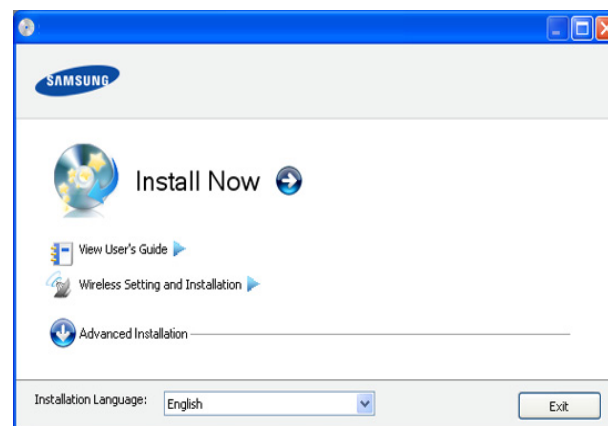 SAMSUNG
Install Now
View User's Guide
Wireless Setting and Installation
Advanced Installation
Installation Language: English Exit